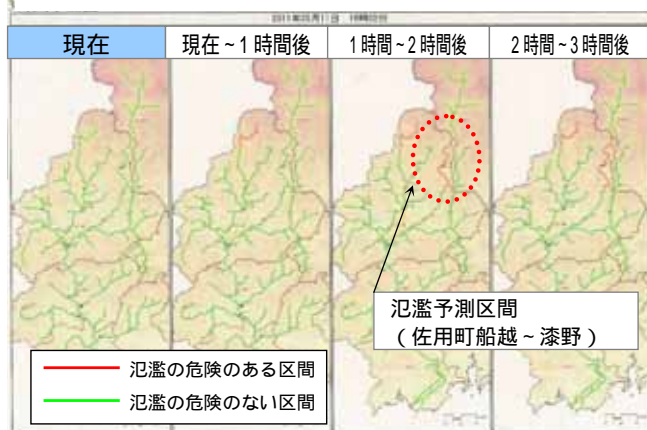 現在
現在~1時間後
1時間~2時間後
2時間~3時間後
氾濫予測区間
(佐用町船越~漆野)
氾濫の危険のある区間
氾濫の危険のない区間